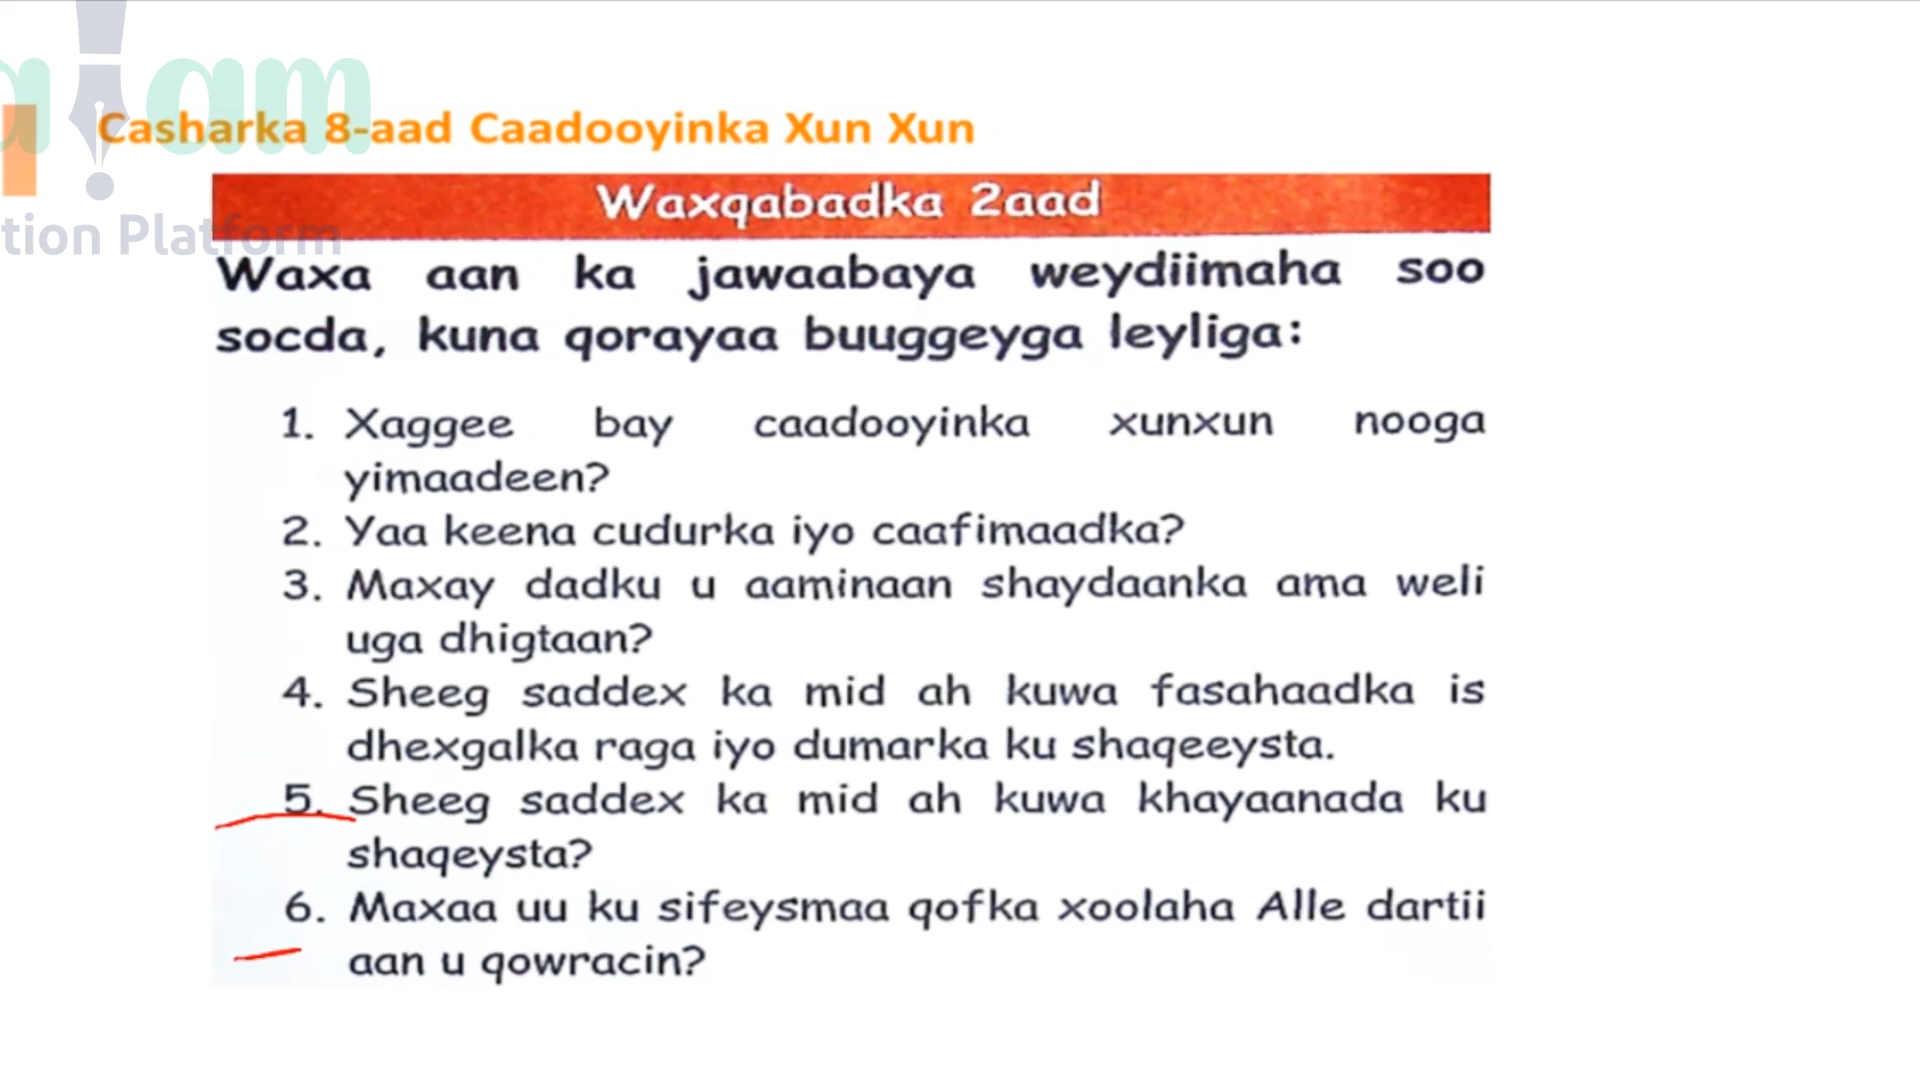 alam
tion Platform
Casharka 8-aad Caadooyinka Xun Xun
Waxqabadka 2aad
Waxa aan ka jawaabaya weydiimaha soo
socda, kuna qorayaa buuggeyga leyliga:
1. Xaggee bay caadooyinka xunxun nooga
yimaadeen?
2. Yaa keena cudurka iyo caafimaadka?
3. Maxay dadku u aaminaan shaydaanka ama weli
uga dhigtaan?
4. Sheeg saddex ka mid ah kuwa fasahaadka is
dhexgalka raga iyo dumarka ku shaqeeysta.
5. Sheeg saddex ka mid ah kuwa khayaanada ku
shaqeysta?
6. Maxaa uu ku sifeysmaa qofka xoolaha Alle dartii
aan u qowracin?